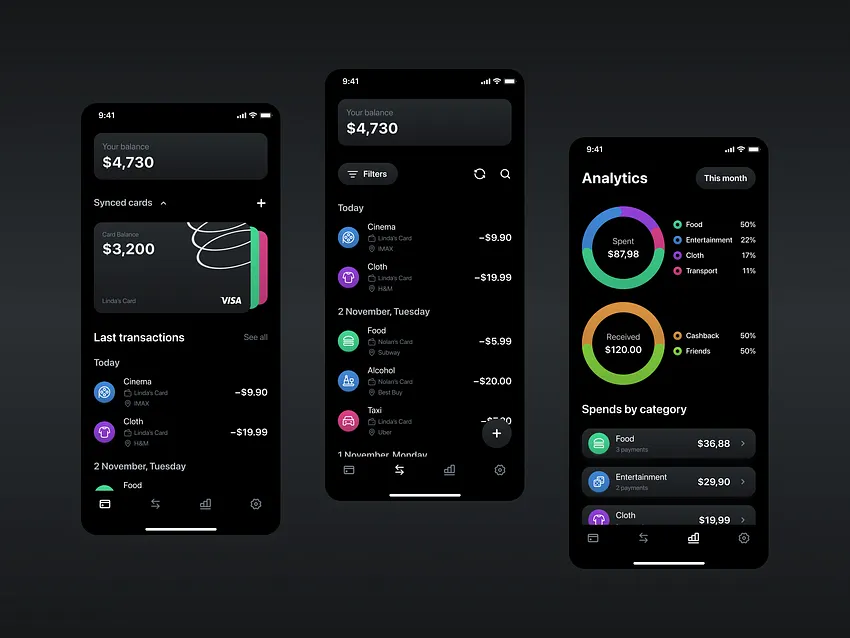 9:41
Your balance
$4,730
Synced cards
Card Balance
$3,200
Linda's Card
VISA
Last transactions
See all
Today
Cinema
Linda's Card
IMAX
−$9.90
Cloth
Linda's Card
H&M
−$19.99
2 November, Tuesday
Food
9:41
Your balance
$4,730
Filters
Today
Cinema
Linda's Card
IMAX
−$9.90
Cloth
Linda's Card
H&M
−$19.99
2 November, Tuesday
Food
Nolan's Card
Subway
−$5.99
Alcohol
Nolan's Card
Best Buy
−$20.00
Taxi
Linda's Card
Uber
1 November, Monday
9:41
Analytics
This month
Spent
$87,98
Food 50%
Entertainment 22%
Cloth 17%
Transport 11%
Received
$120.00
Cashback 50%
Friends 50%
Spends by category
Food
3 payments
$36,88
Entertainment
2 payments
$29,90
Cloth
$19,99